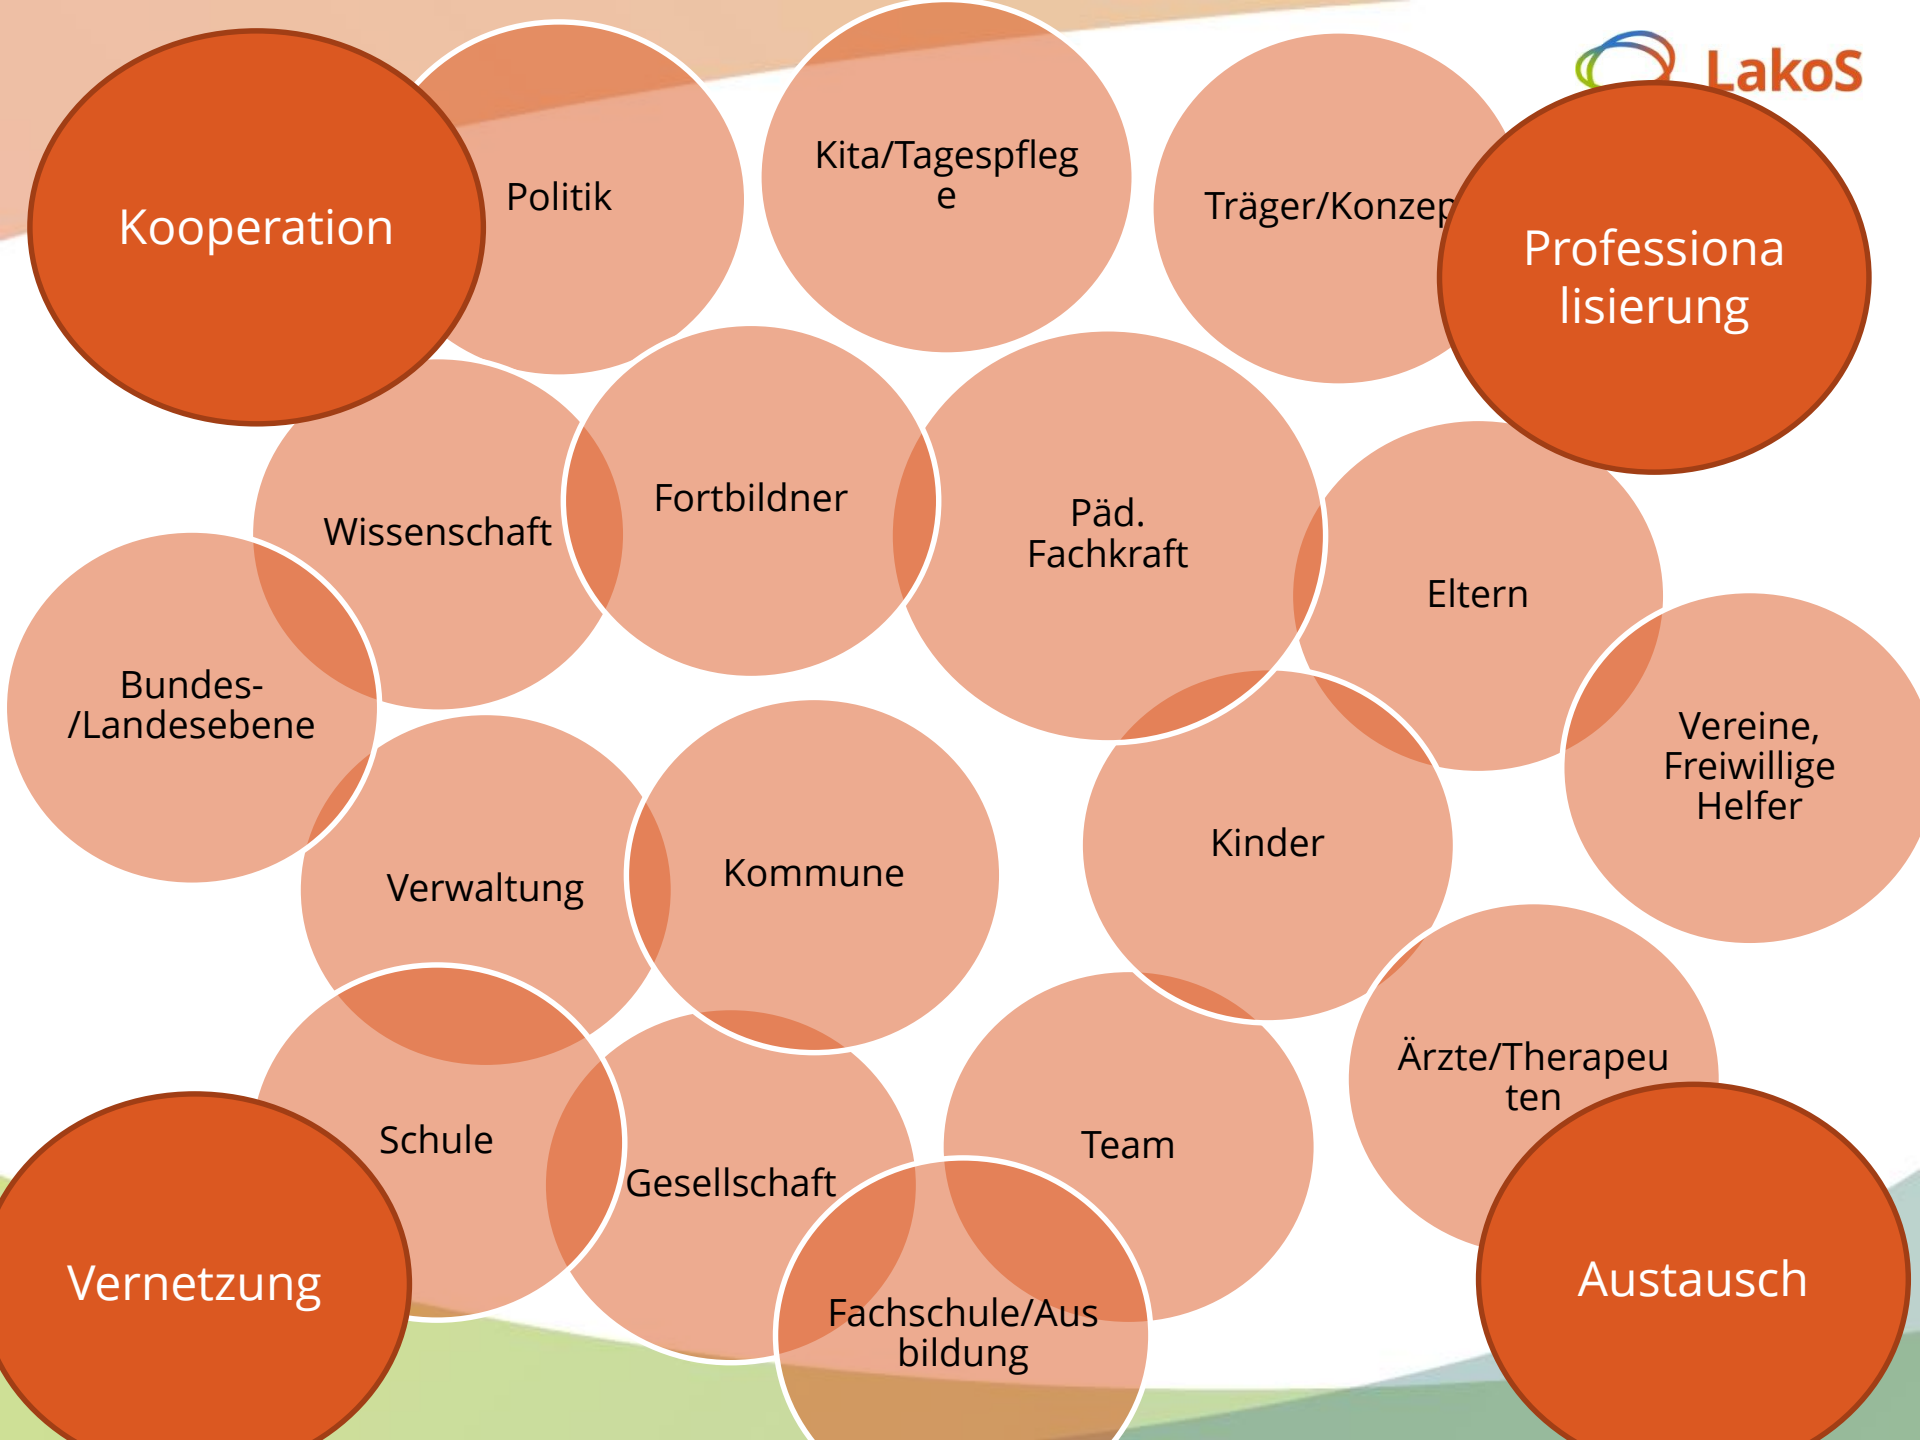 LakoS
Kooperation
Politik
Kita/Tagespfleg
e
Träger/Konzep
Professiona
lisierung
Wissenschaft
Fortbildner
Päd.
Fachkraft
Eltern
Bundes-
/Landesebene
Vereine,
Freiwillige
Helfer
Verwaltung
Kommune
Kinder
Ärzte/Therapeu
ten
Schule
Gesellschaft
Team
Vernetzung
Fachschule/Aus
bildung
Austausch